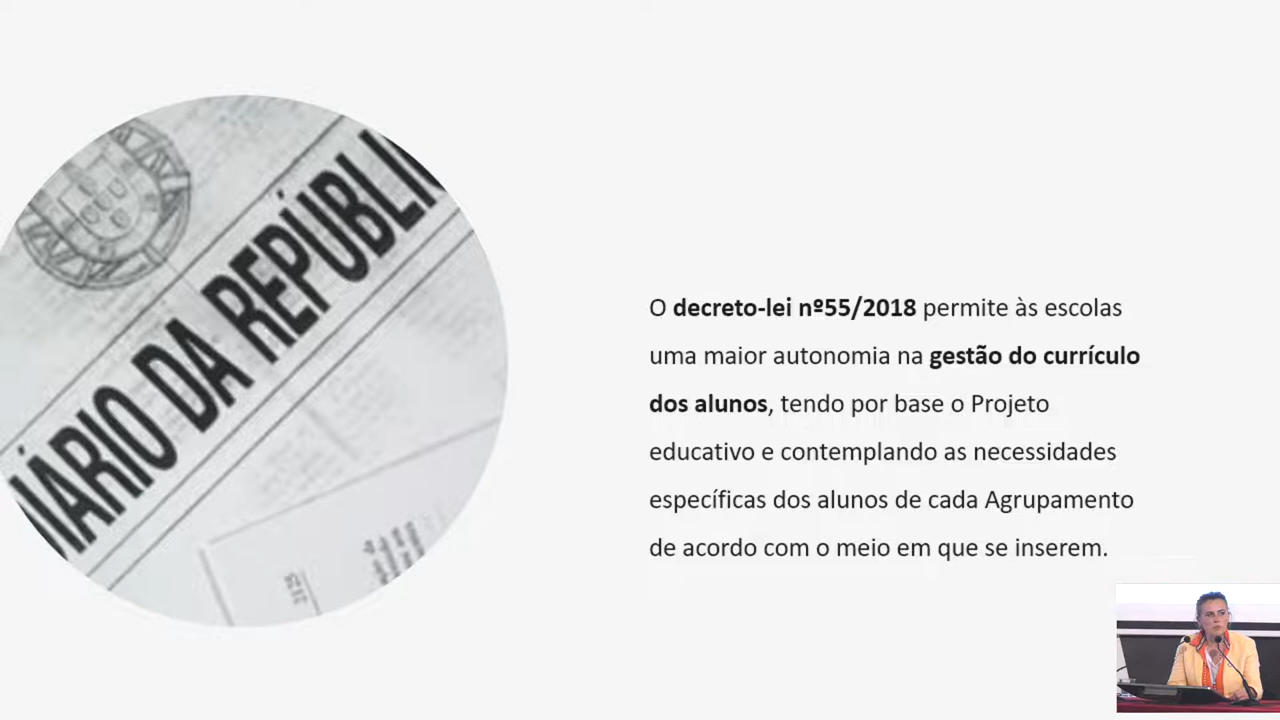 DIÁRIO DA REPÚBLIC
O decreto-lei nº55/2018 permite às escolas
uma maior autonomia na gestão do currículo
dos alunos, tendo por base o Projeto
educativo e contemplando as necessidades
específicas dos alunos de cada Agrupamento
de acordo com o meio em que se inserem.